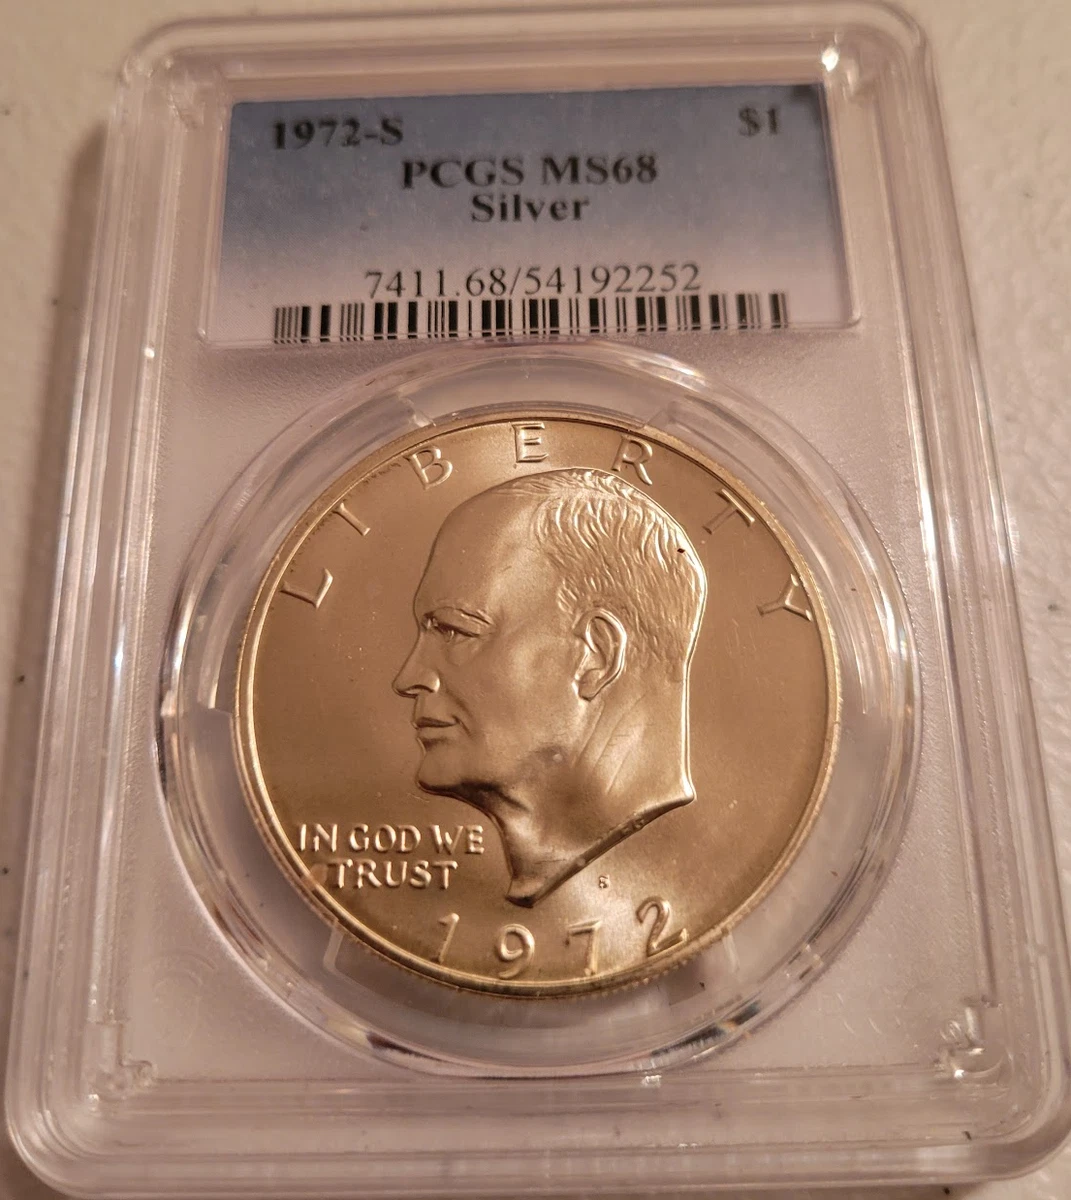 1972-S $1
PCGS MS68
Silver
7411.68/54192252
LIBERTY
IN GOD WE
TRUST
S
1972